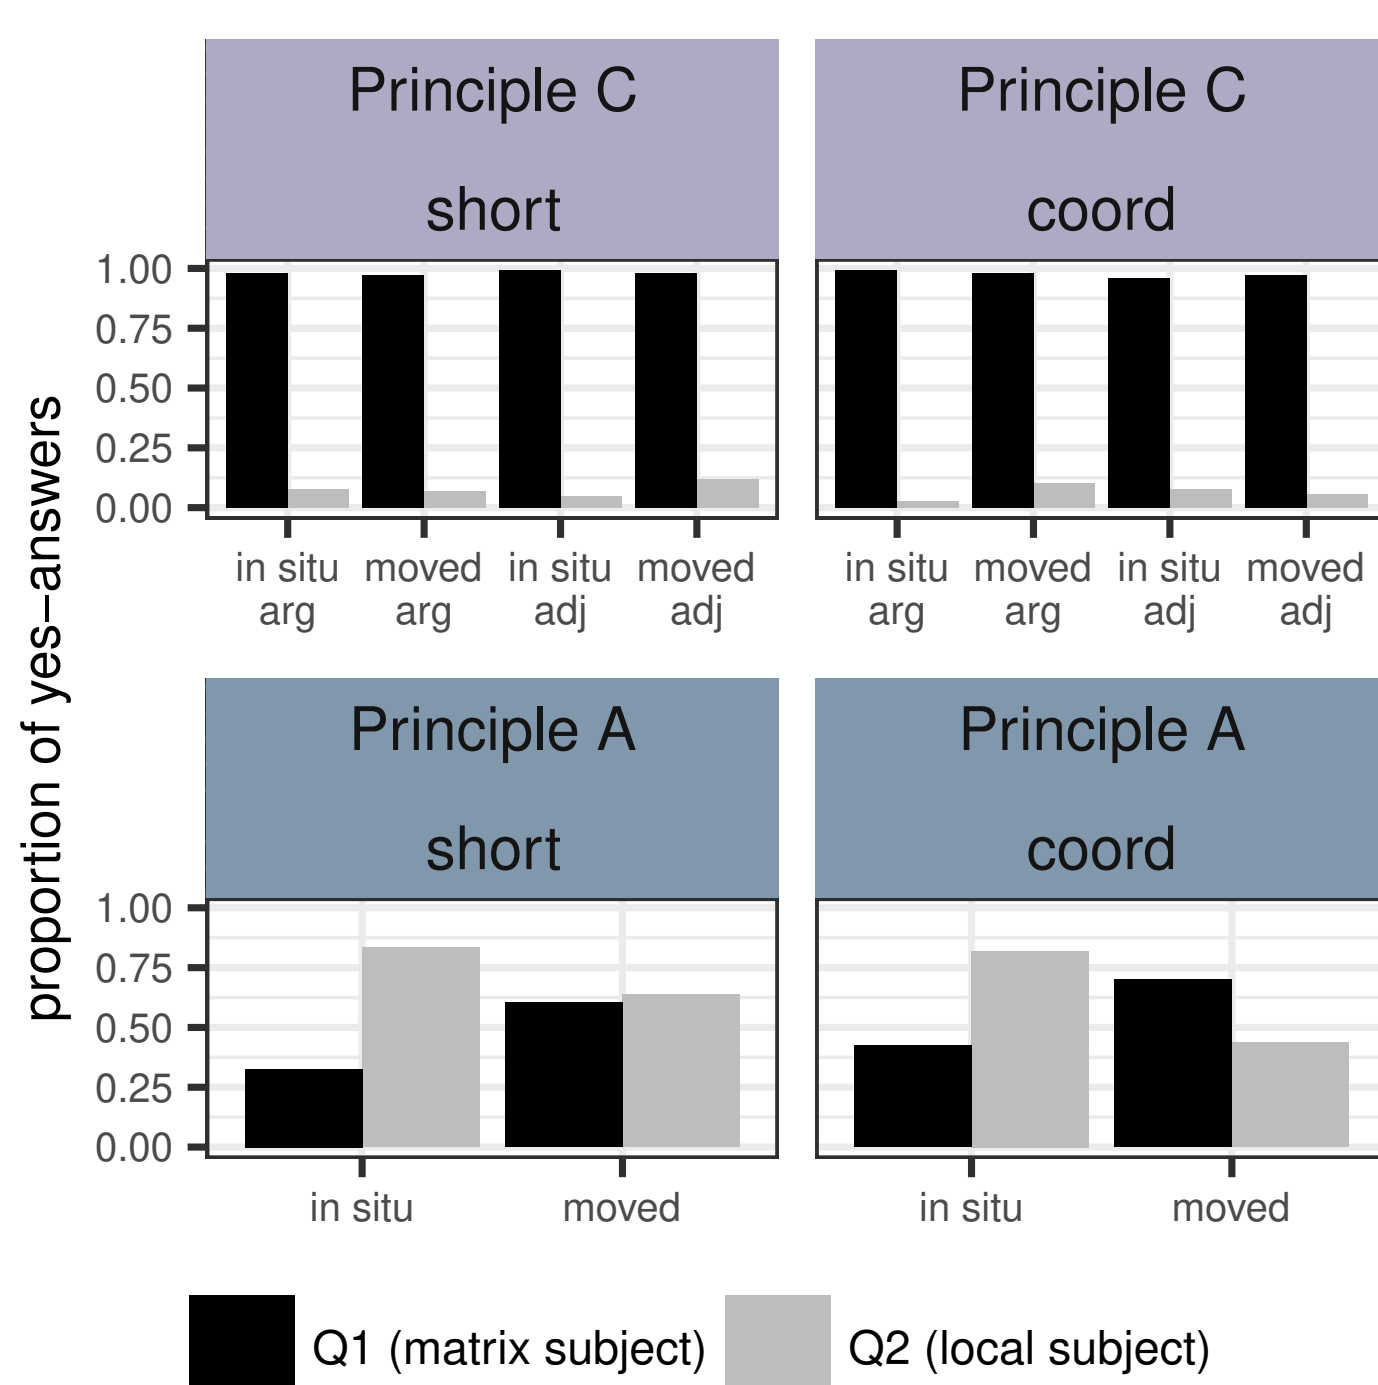 Principle C
short
Principle C
coord
proportion of yes−answers
1.00
0.75
0.50
0.25
0.00
in situ
arg
moved
arg
in situ
adj
moved
adj
in situ
arg
moved
arg
in situ
adj
moved
adj
Principle A
short
Principle A
coord
1.00
0.75
0.50
0.25
0.00
in situ
moved
in situ
moved
Q1 (matrix subject)
Q2 (local subject)